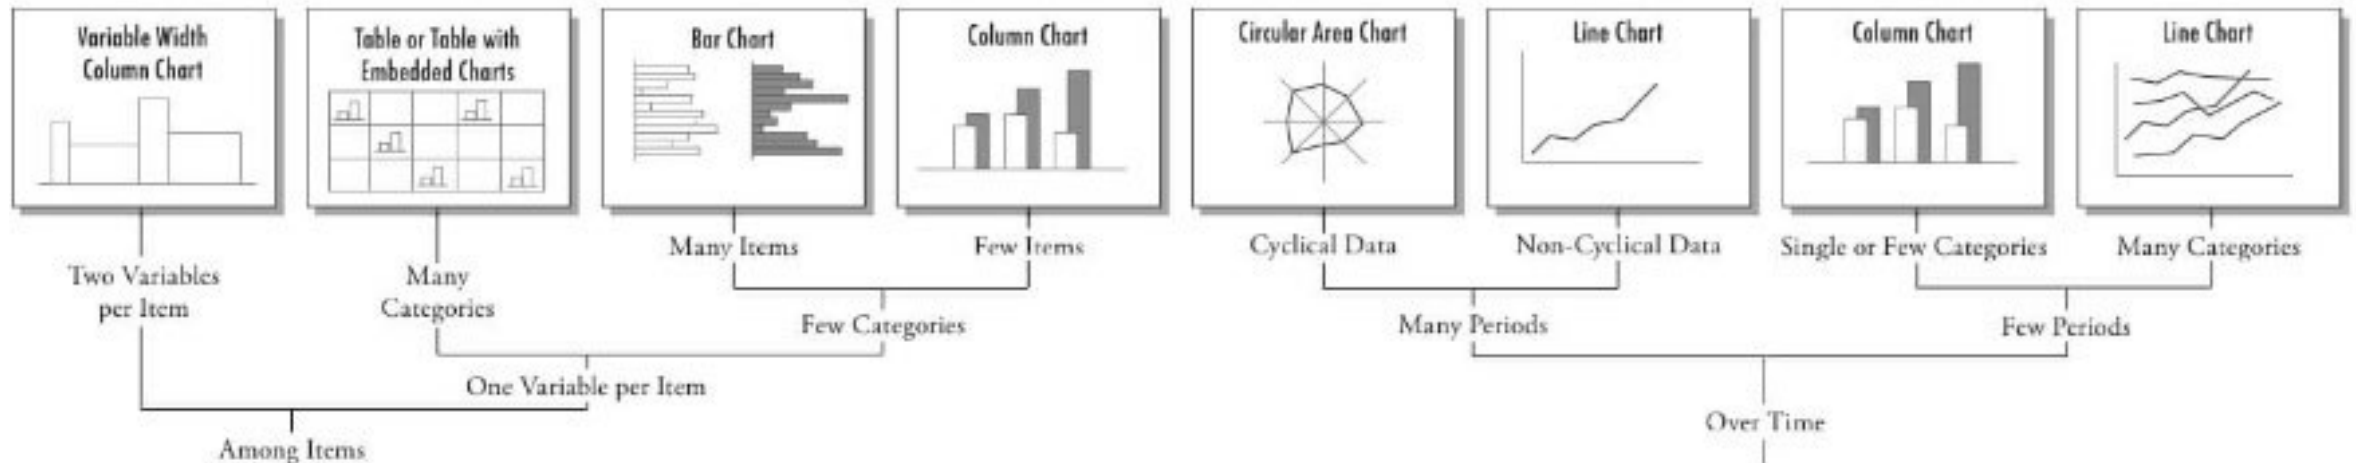 Variable Width
Column Chart
Table or Table with
Embedded Charts
Bar Chart
Column Chart
Circular Area Chart
Line Chart
Column Chart
Line Chart
Two Variables
per Item
Many
Categories
Many Items
Few Items
Cyclical Data
Non-Cyclical Data
Single or Few Categories
Many Categories
Few Categories
Many Periods
Few Periods
One Variable per Item
Over Time
Among Items